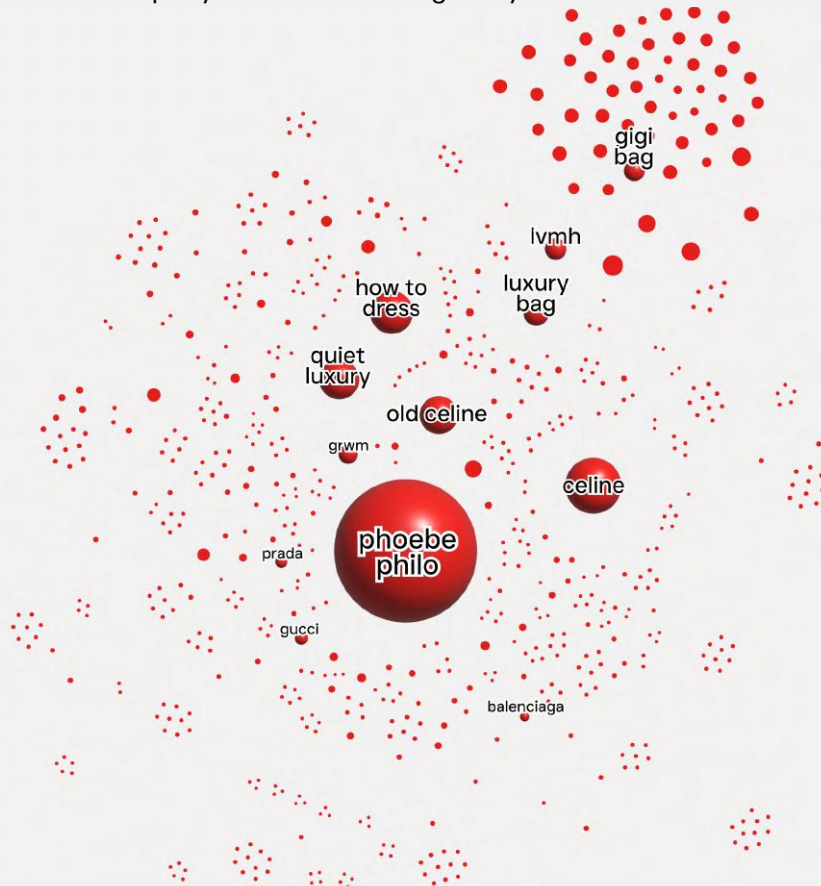 gigi
bag
lvmh
luxury
bag
how to
dress
quiet
luxury
old celine
grwm
celine
phoebe
philo
prada
gucci
balenciaga